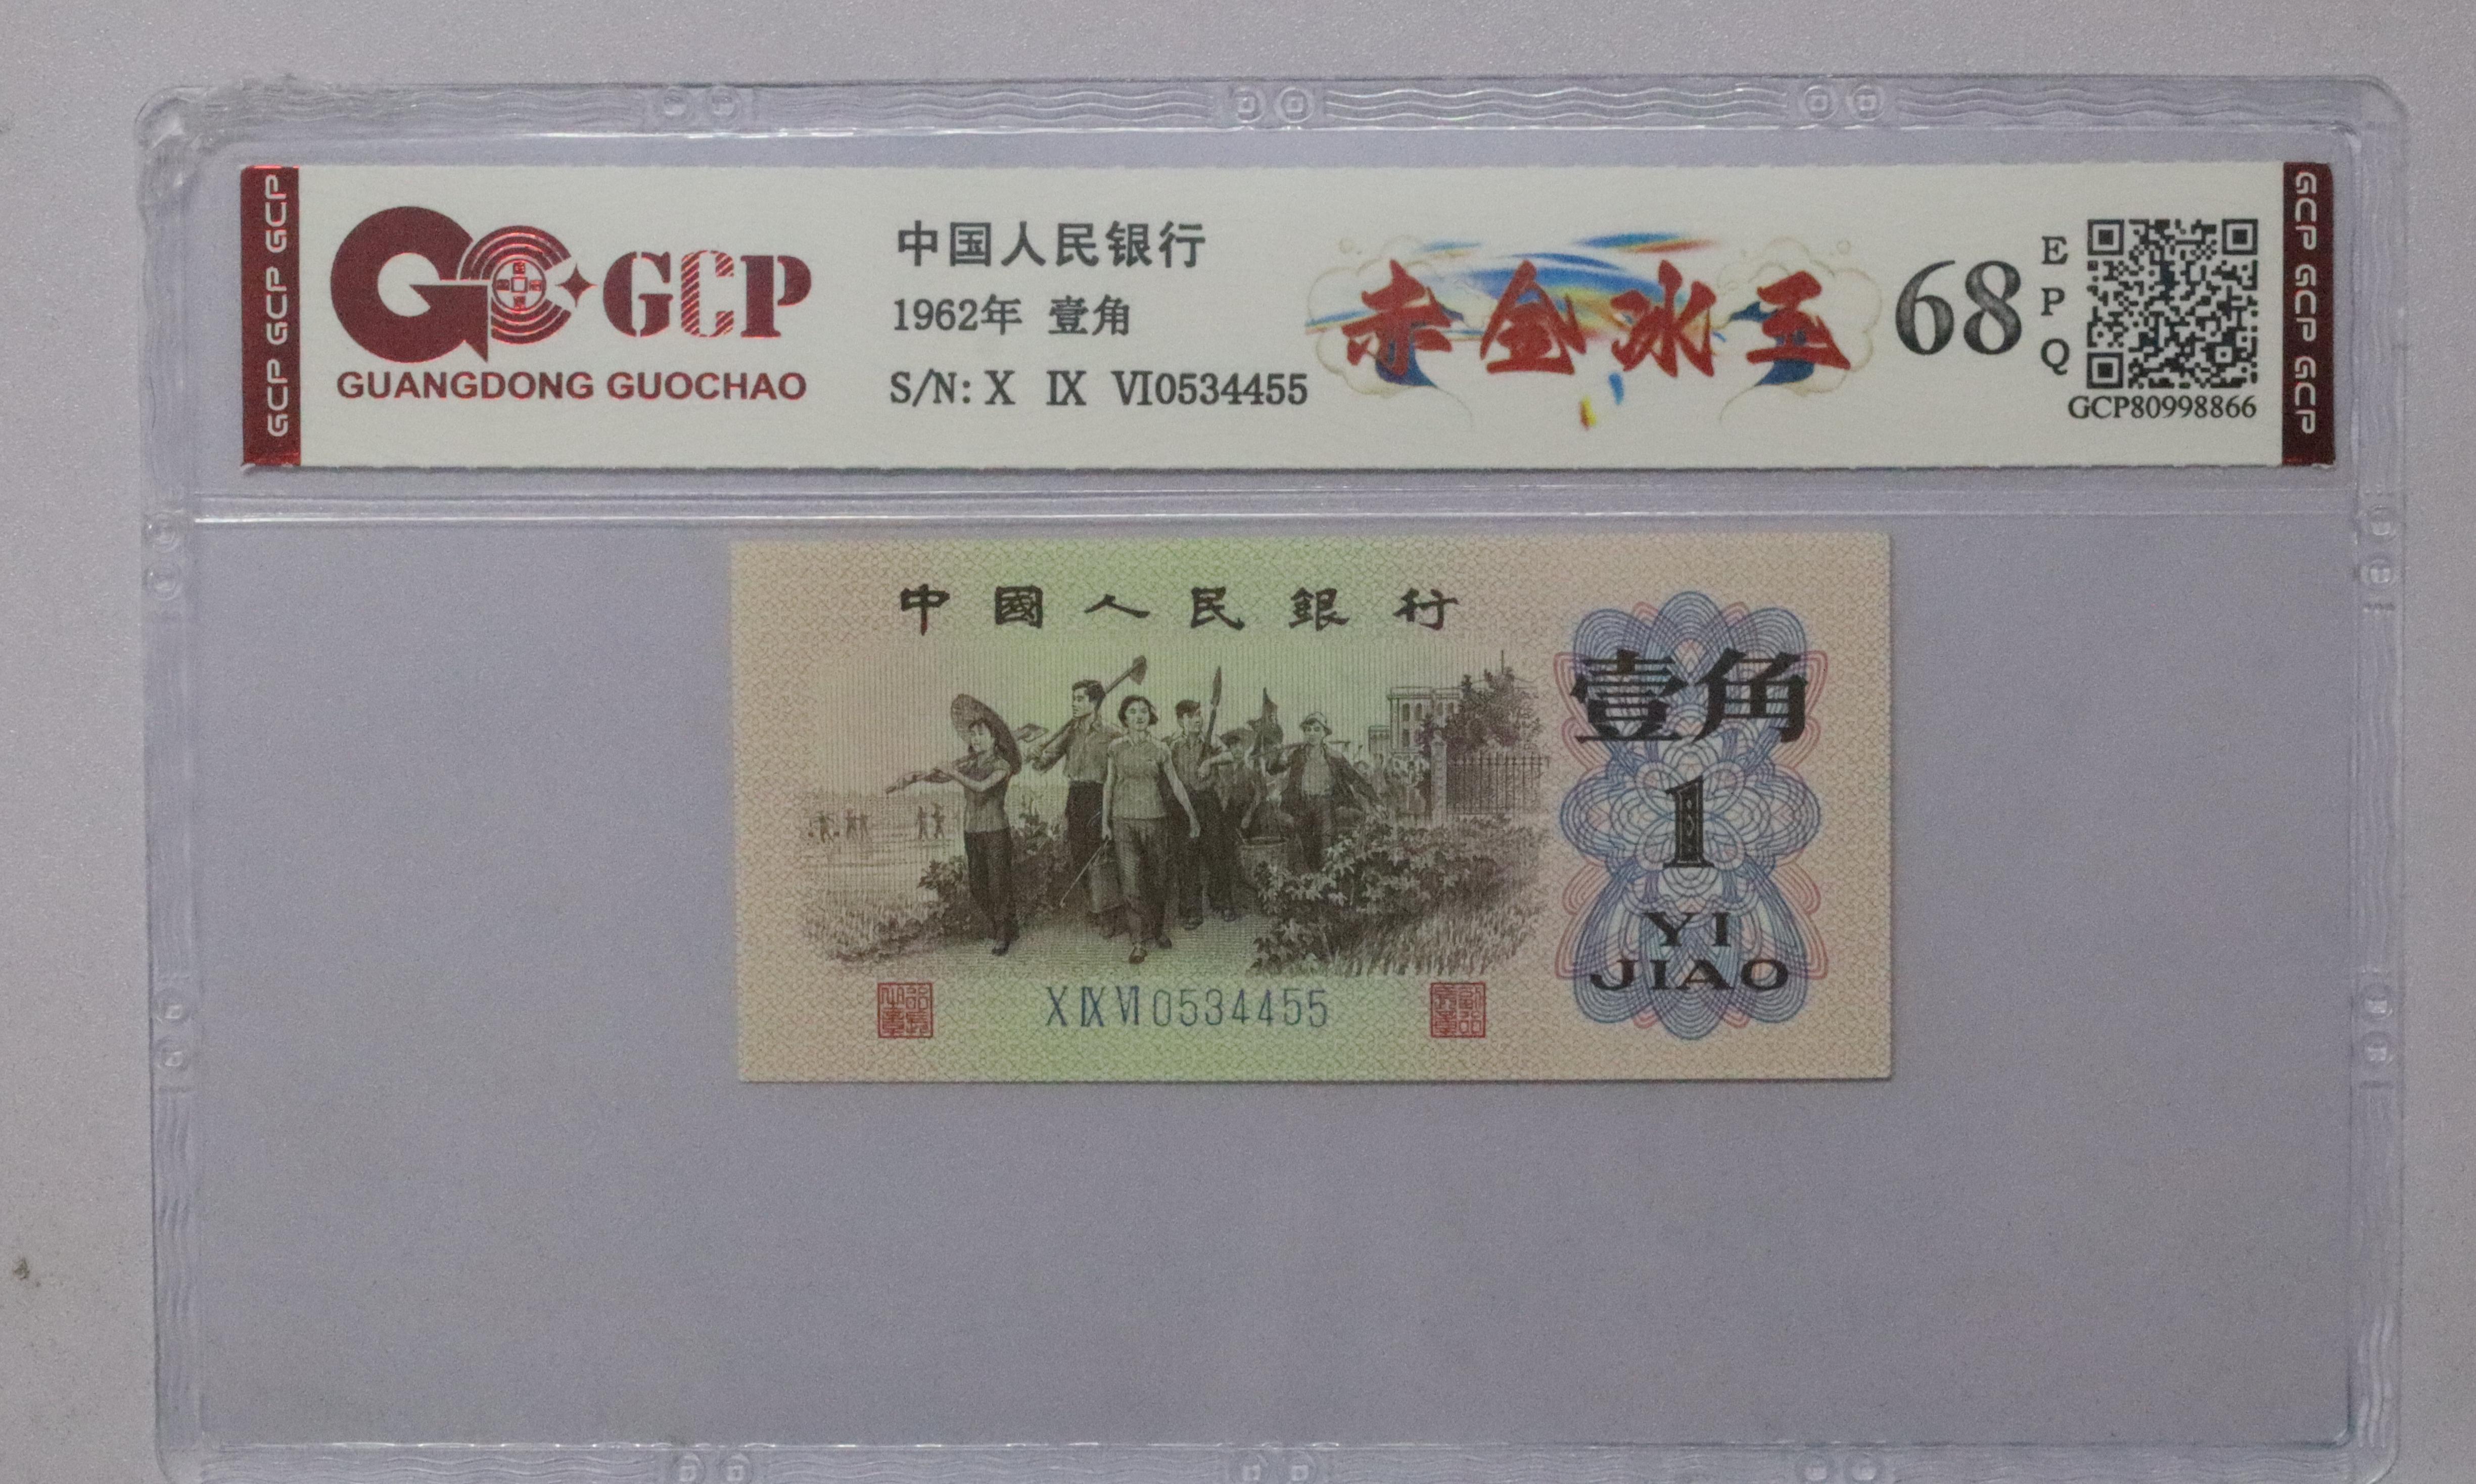 GCP GCP GCP
GCP
GUANGDONG GUOCHAO
中国人民银行
1962年 壹角
S/N: X IX VI0534455
赤金冰玉
68
E
P
Q
GCP80998866
GCP GCP GCP
中國人民銀行
壹角
1
YI
JIAO
X IX VI 0534455